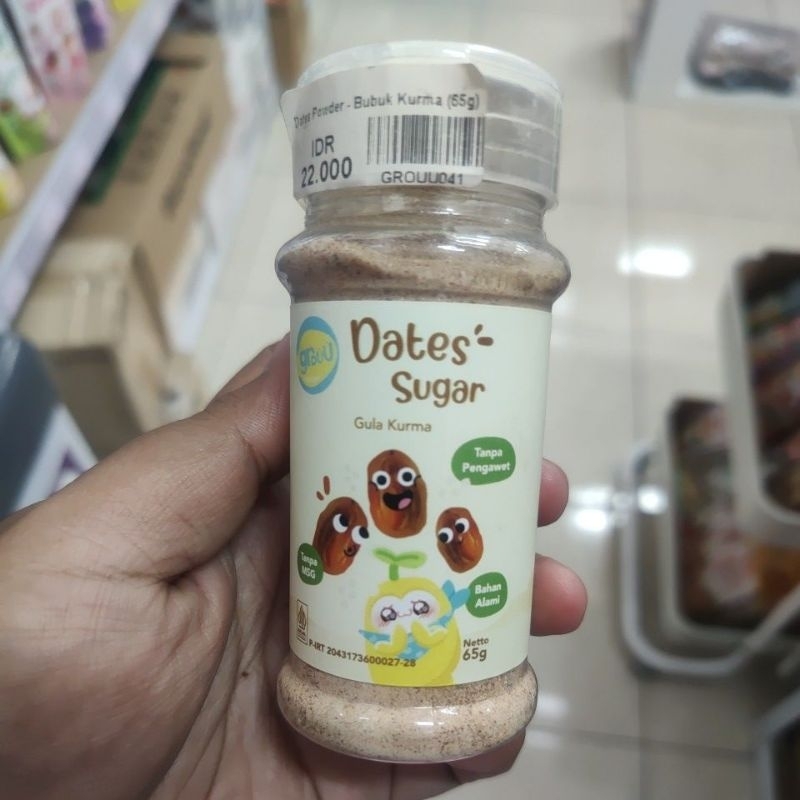 Dates Powder - Bubuk Kurma (65g)
IDR
22.000
GROUU041
grouu
Dates
Sugar
Gula Kurma
Tanpa
Pengawet
Tanpa
MSG
Bahan
Alami
P-IRT 2043173600027-28
Netto
65g